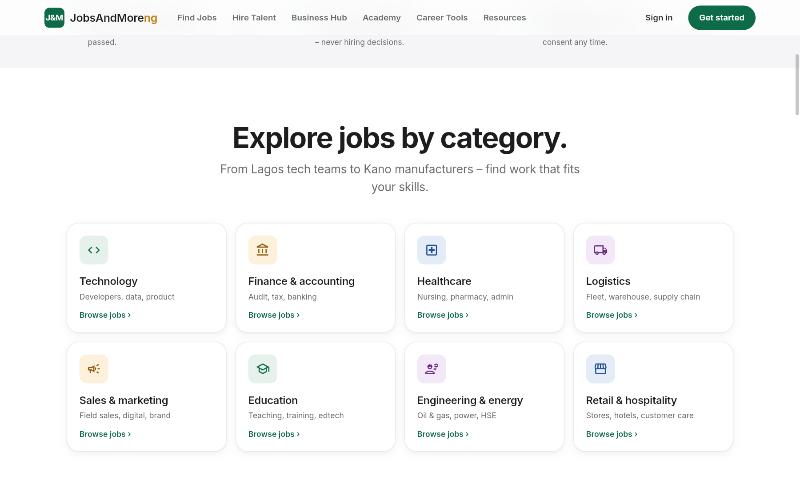 J&M JobsAndMoreng Find Jobs Hire Talent Business Hub Academy Career Tools Resources Sign in Get started
passed. – never hiring decisions. consent any time.
Explore jobs by category.
From Lagos tech teams to Kano manufacturers – find work that fits
your skills.
Technology
Developers, data, product
Browse jobs ›
Finance & accounting
Audit, tax, banking
Browse jobs ›
Healthcare
Nursing, pharmacy, admin
Browse jobs ›
Logistics
Fleet, warehouse, supply chain
Browse jobs ›
Sales & marketing
Field sales, digital, brand
Browse jobs ›
Education
Teaching, training, edtech
Browse jobs ›
Engineering & energy
Oil & gas, power, HSE
Browse jobs ›
Retail & hospitality
Stores, hotels, customer care
Browse jobs ›